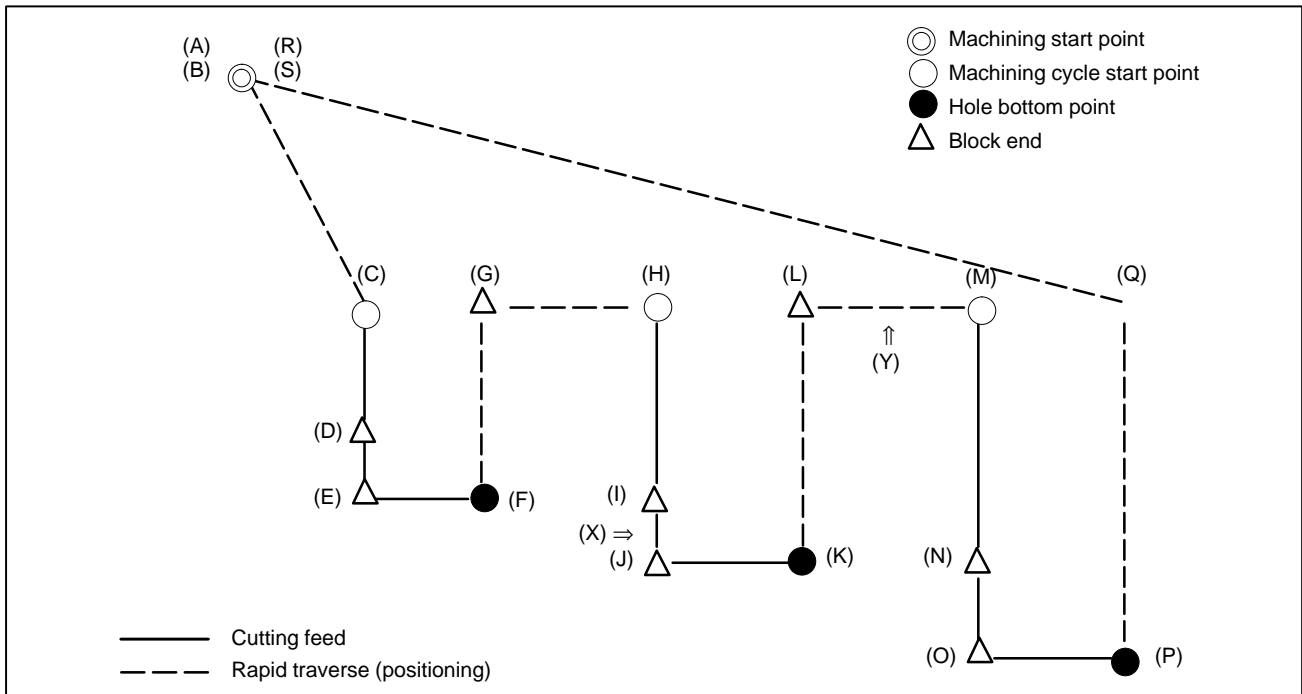 (A) (R)
(B) (S)
Machining start point
Machining cycle start point
Hole bottom point
Block end
(C) (G) (H) (L) (M) (Q)
⇑
(Y)
(D)
(E) (F)
(I)
(X) ⇒
(J) (K) (N)
(O) (P)
Cutting feed
Rapid traverse (positioning)